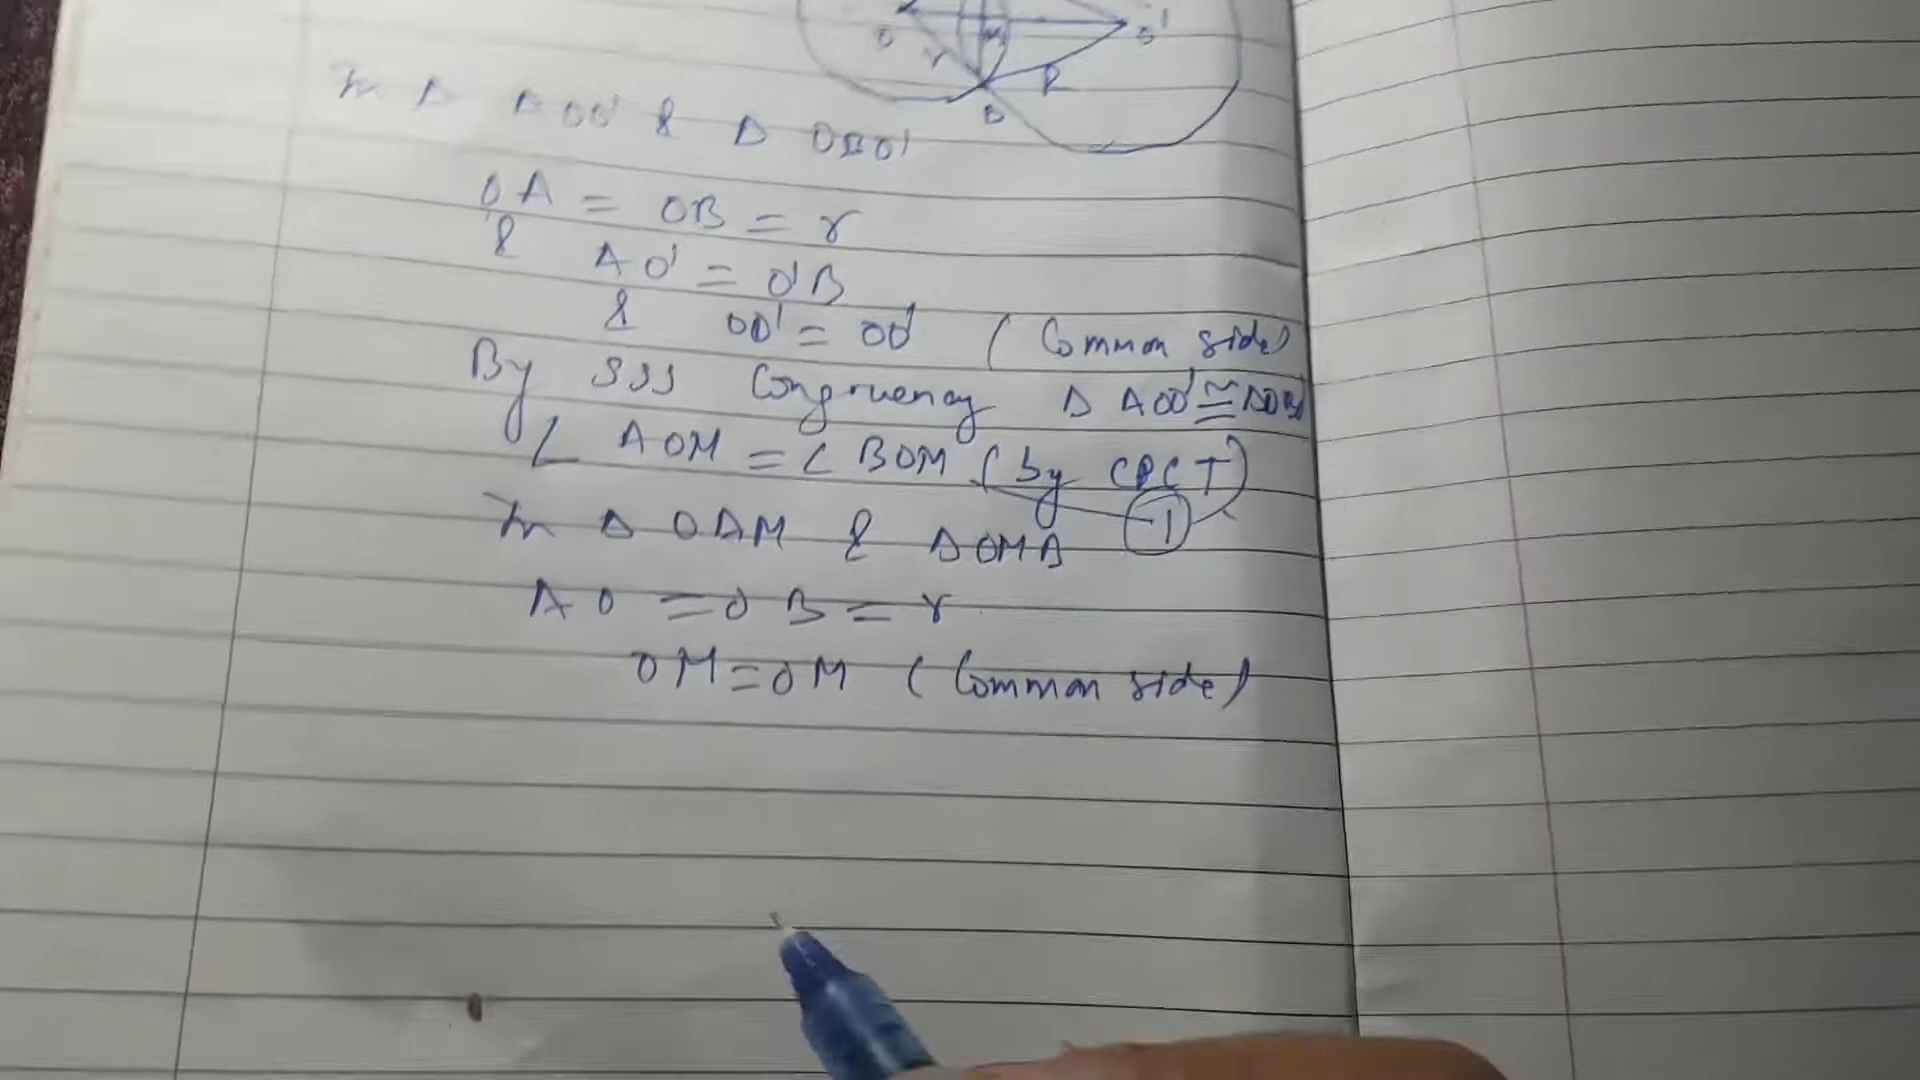 O M O'
r R
B
In Δ AOO' & Δ OBO'
OA = OB = r
& AO' = O'B
& OO' = OO' (Common side)
By SSS Congruency Δ AOO' ≅ ΔOBO'
∠ AOM = ∠ BOM (by CPCT)
1
In Δ OAM & ΔOMB
AO = OB = r
OM = OM (Common side)